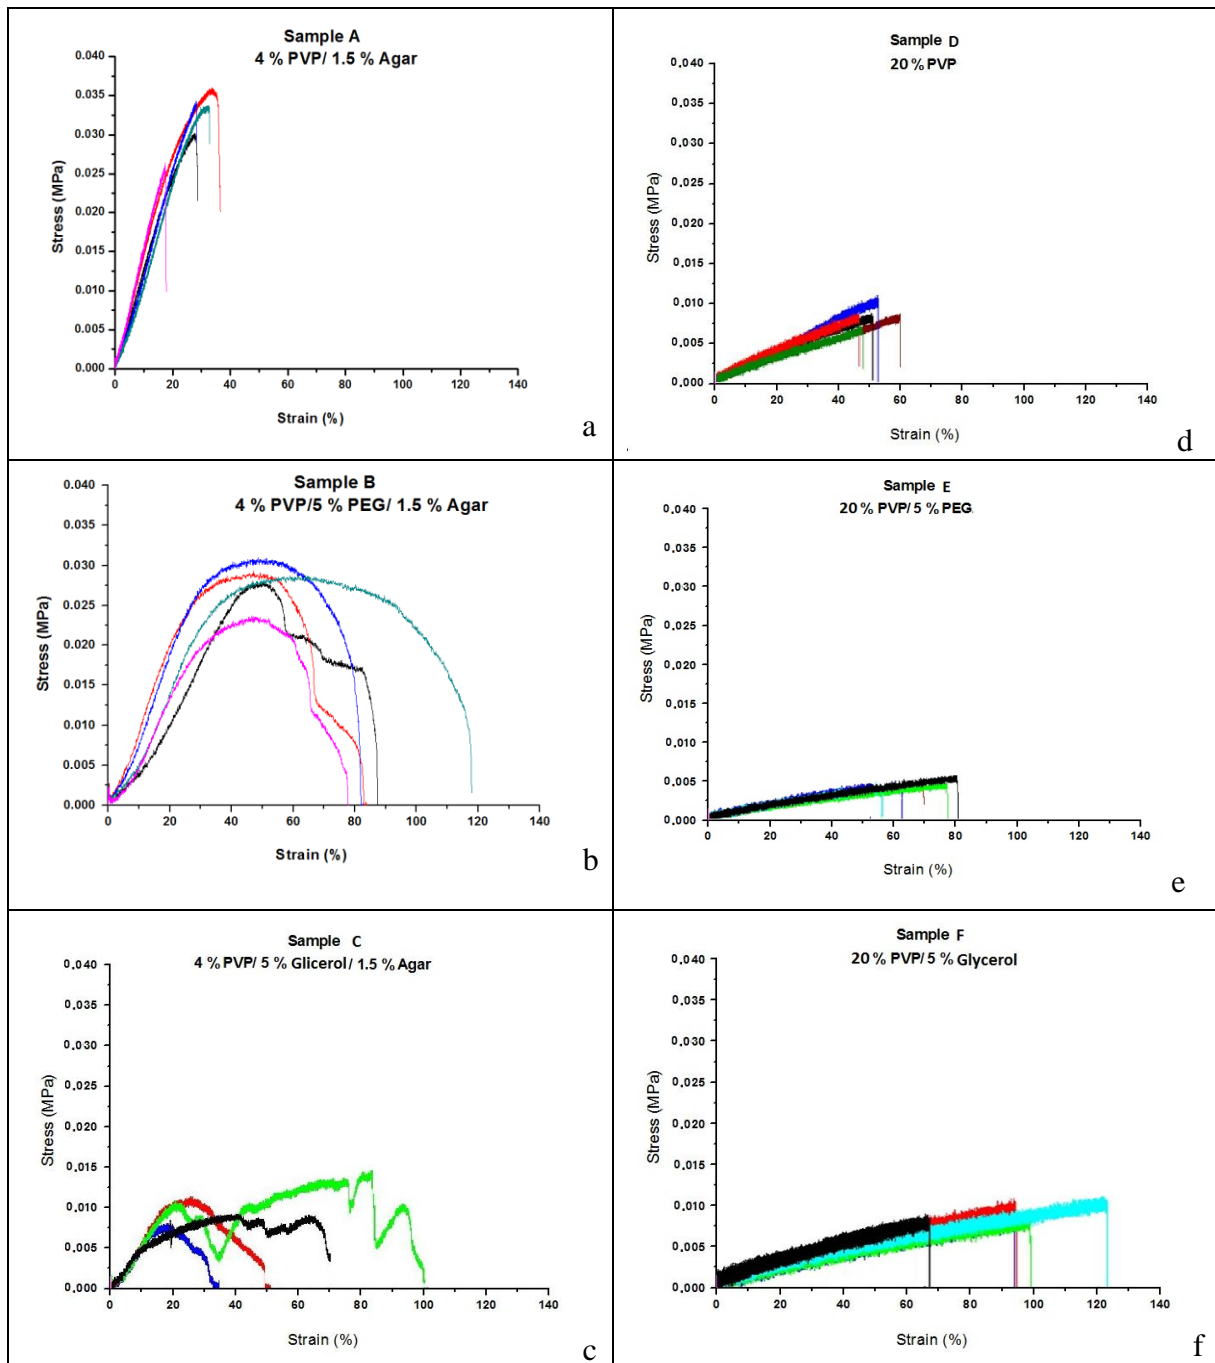 Sample A
4 % PVP/ 1.5 % Agar
0.040
0.035
0.030
0.025
0.020
0.015
0.010
0.005
0.000
Stress (MPa)
0 20 40 60 80 100 120 140
Strain (%)
a
Sample D
20 % PVP
0.040
0.035
0.030
0.025
0.020
0.015
0.010
0.005
0.000
Stress (MPa)
0 20 40 60 80 100 120 140
Strain (%)
d
Sample B
4 % PVP/5 % PEG/ 1.5 % Agar
0.040
0.035
0.030
0.025
0.020
0.015
0.010
0.005
0.000
Stress (MPa)
0 20 40 60 80 100 120 140
Strain (%)
b
Sample E
20 % PVP/ 5 % PEG
0.040
0.035
0.030
0.025
0.020
0.015
0.010
0.005
0.000
Stress (MPa)
0 20 40 60 80 100 120 140
Strain (%)
e
Sample C
4 % PVP/ 5 % Glicerol/ 1.5 % Agar
0.040
0.035
0.030
0.025
0.020
0.015
0.010
0.005
0.000
Stress (MPa)
0 20 40 60 80 100 120 140
Strain (%)
c
Sample F
20 % PVP/ 5 % Glycerol
0.040
0.035
0.030
0.025
0.020
0.015
0.010
0.005
0.000
Stress (MPa)
0 20 40 60 80 100 120 140
Strain (%)
f